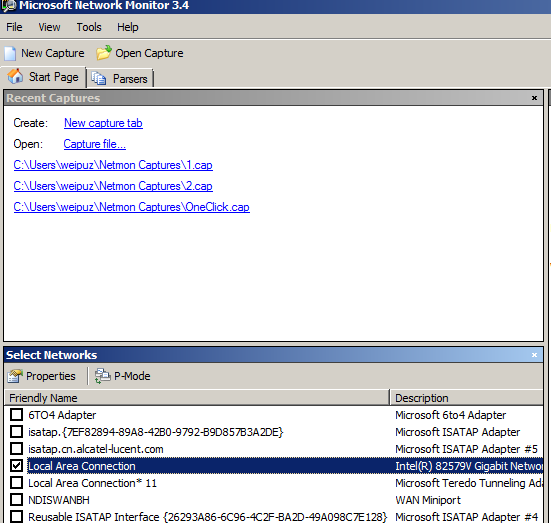 Microsoft Network Monitor 3.4
File View Tools Help
New Capture Open Capture
Start Page Parsers
Recent Captures
Create: New capture tab
Open: Capture file...
C:\Users\weipuz\Netmon Captures\1.cap
C:\Users\weipuz\Netmon Captures\2.cap
C:\Users\weipuz\Netmon Captures\OneClick.cap
Select Networks
Properties P-Mode
Friendly Name Description
6TO4 Adapter Microsoft 6to4 Adapter
isatap.{7EF82894-89A8-42B0-9792-B9D857B3A2DE} Microsoft ISATAP Adapter
isatap.cn.alcatel-lucent.com Microsoft ISATAP Adapter #5
Local Area Connection Intel(R) 82579V Gigabit Netwo
Local Area Connection* 11 Microsoft Teredo Tunneling Ad
NDISWANBH WAN Miniport
Reusable ISATAP Interface {26293A86-6C96-4C2F-BA2D-49A098C7E128} Microsoft ISATAP Adapter #4